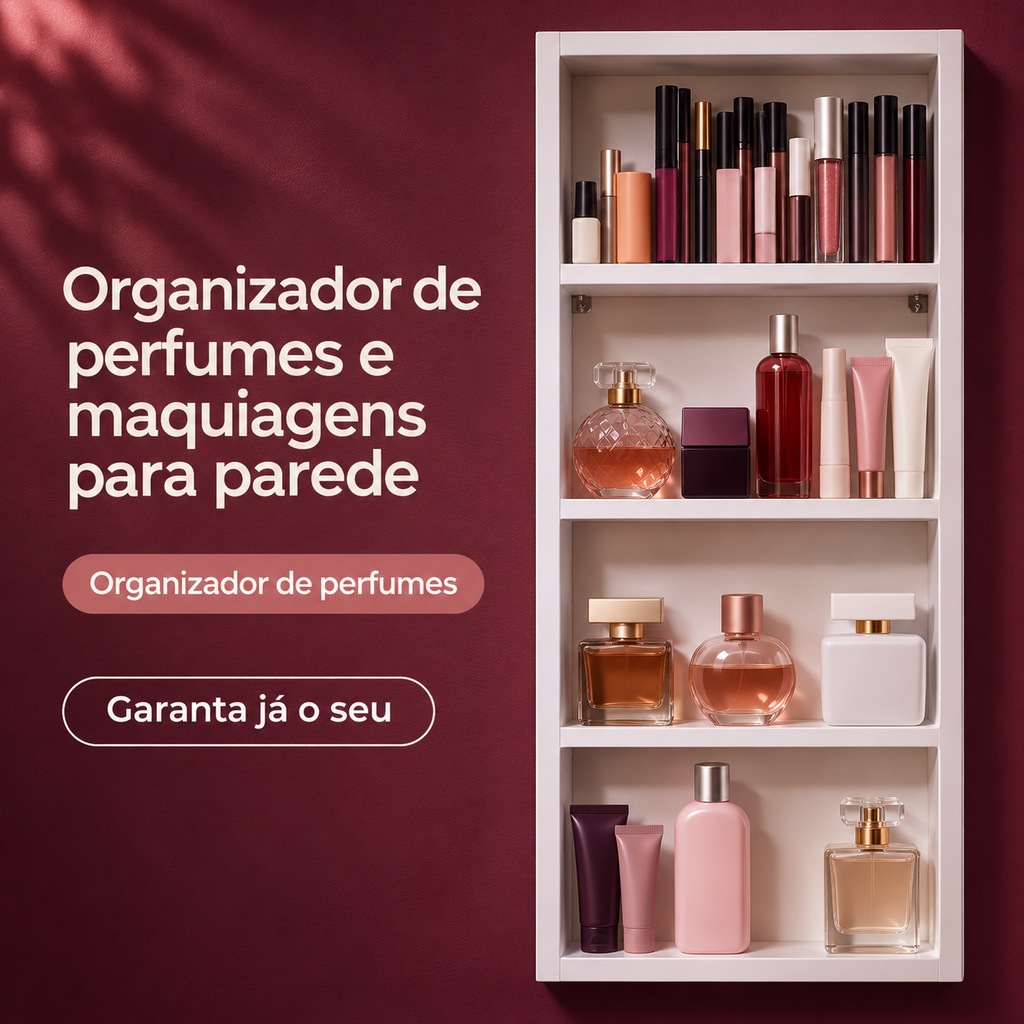 Organizador de
perfumes e
maquiagens
para parede
Organizador de perfumes
Garanta já o seu